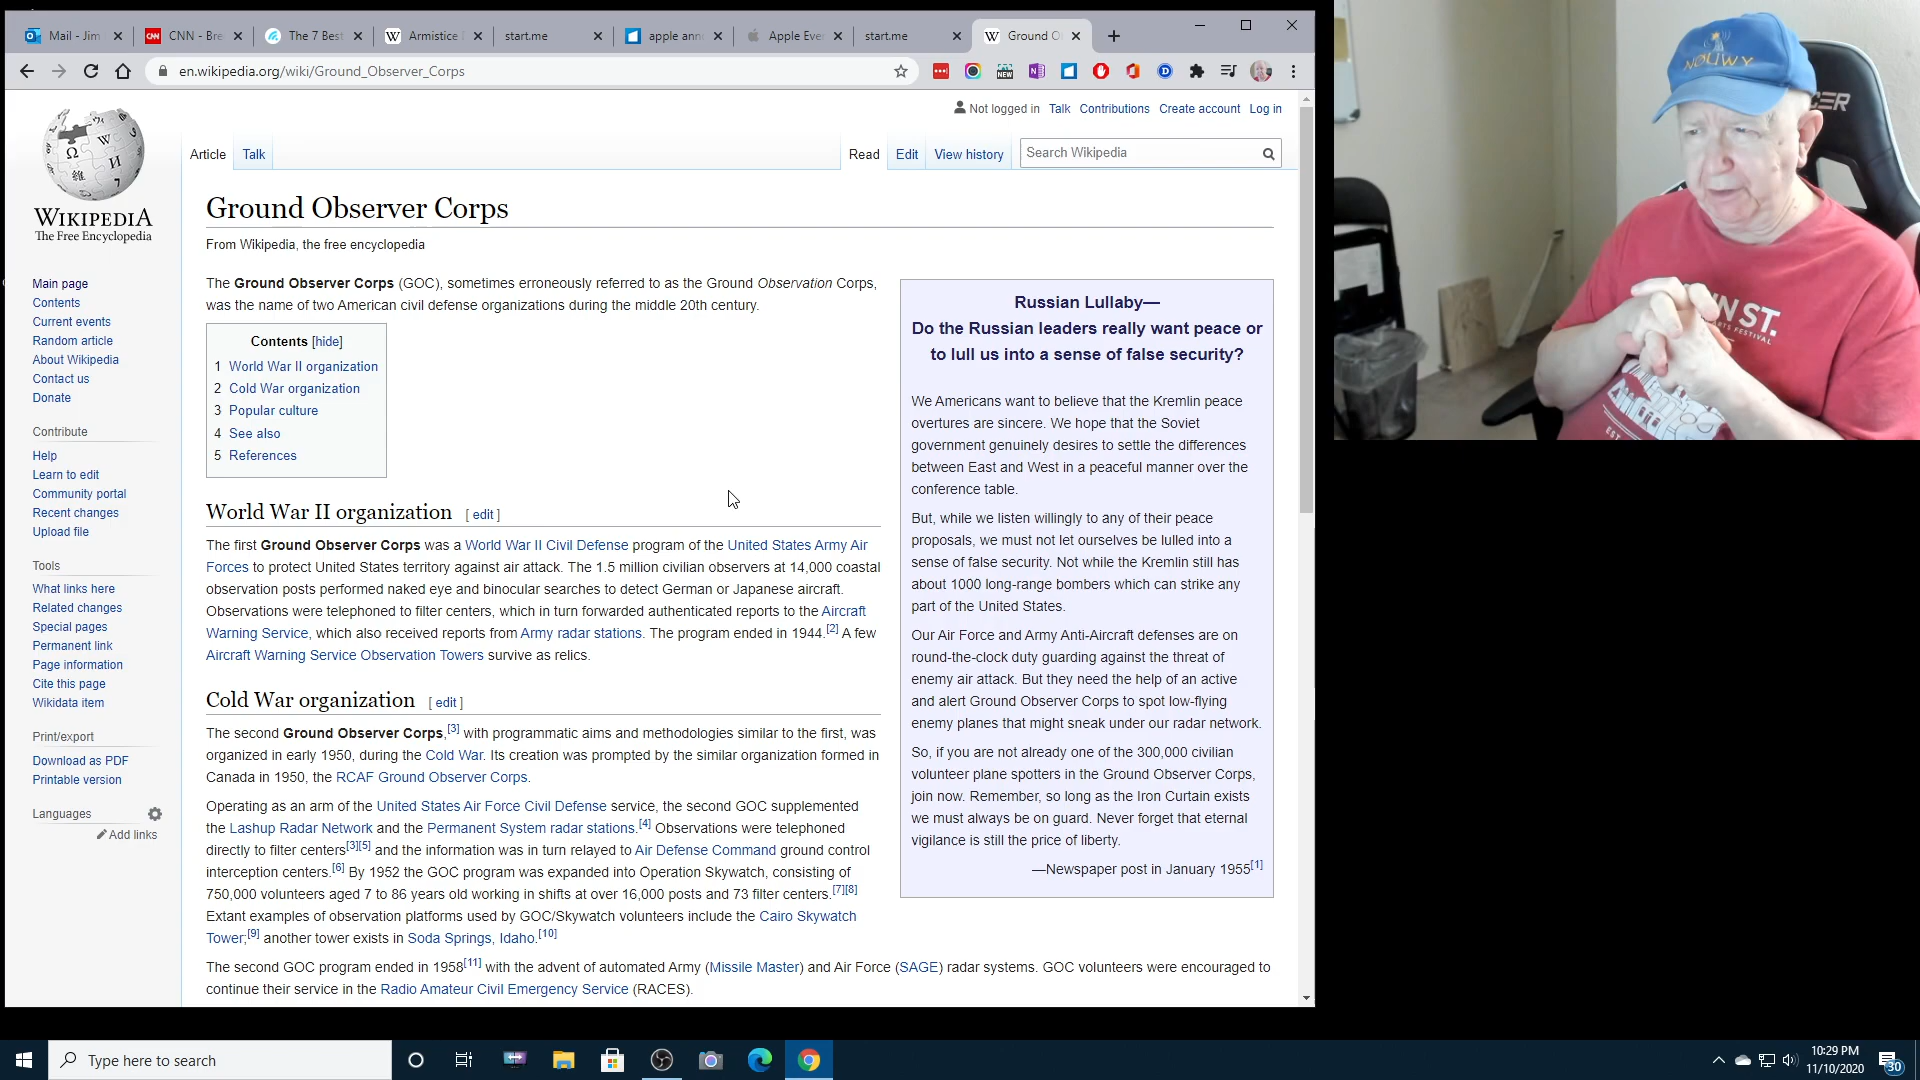 Mail - Jim
CNN - Bre
The 7 Best
Armistice
start.me
apple ann
Apple Eve
start.me
Ground O
en.wikipedia.org/wiki/Ground_Observer_Corps
NEW
WIKIPEDIA
The Free Encyclopedia
Not logged in Talk Contributions Create account Log in
Article Talk
Read Edit View history
Search Wikipedia
Main page
Contents
Current events
Random article
About Wikipedia
Contact us
Donate
Contribute
Help
Learn to edit
Community portal
Recent changes
Upload file
Tools
What links here
Related changes
Special pages
Permanent link
Page information
Cite this page
Wikidata item
Print/export
Download as PDF
Printable version
Languages
Add links
Ground Observer Corps
From Wikipedia, the free encyclopedia
The Ground Observer Corps (GOC), sometimes erroneously referred to as the Ground Observation Corps,
was the name of two American civil defense organizations during the middle 20th century.
Contents [hide]
1 World War II organization
2 Cold War organization
3 Popular culture
4 See also
5 References
World War II organization [ edit ]
The first Ground Observer Corps was a World War II Civil Defense program of the United States Army Air
Forces to protect United States territory against air attack. The 1.5 million civilian observers at 14,000 coastal
observation posts performed naked eye and binocular searches to detect German or Japanese aircraft.
Observations were telephoned to filter centers, which in turn forwarded authenticated reports to the Aircraft
Warning Service, which also received reports from Army radar stations. The program ended in 1944.[2] A few
Aircraft Warning Service Observation Towers survive as relics.
Cold War organization [ edit ]
The second Ground Observer Corps,[3] with programmatic aims and methodologies similar to the first, was
organized in early 1950, during the Cold War. Its creation was prompted by the similar organization formed in
Canada in 1950, the RCAF Ground Observer Corps.
Operating as an arm of the United States Air Force Civil Defense service, the second GOC supplemented
the Lashup Radar Network and the Permanent System radar stations.[4] Observations were telephoned
directly to filter centers[3][5] and the information was in turn relayed to Air Defense Command ground control
interception centers.[6] By 1952 the GOC program was expanded into Operation Skywatch, consisting of
750,000 volunteers aged 7 to 86 years old working in shifts at over 16,000 posts and 73 filter centers.[7][8]
Extant examples of observation platforms used by GOC/Skywatch volunteers include the Cairo Skywatch
Tower;[9] another tower exists in Soda Springs, Idaho.[10]
The second GOC program ended in 1958[11] with the advent of automated Army (Missile Master) and Air Force (SAGE) radar systems. GOC volunteers were encouraged to
continue their service in the Radio Amateur Civil Emergency Service (RACES).
Russian Lullaby—
Do the Russian leaders really want peace or
to lull us into a sense of false security?
We Americans want to believe that the Kremlin peace
overtures are sincere. We hope that the Soviet
government genuinely desires to settle the differences
between East and West in a peaceful manner over the
conference table.
But, while we listen willingly to any of their peace
proposals, we must not let ourselves be lulled into a
sense of false security. Not while the Kremlin still has
about 1000 long-range bombers which can strike any
part of the United States.
Our Air Force and Army Anti-Aircraft defenses are on
round-the-clock duty guarding against the threat of
enemy air attack. But they need the help of an active
and alert Ground Observer Corps to spot low-flying
enemy planes that might sneak under our radar network.
So, if you are not already one of the 300,000 civilian
volunteer plane spotters in the Ground Observer Corps,
join now. Remember, so long as the Iron Curtain exists
we must always be on guard. Never forget that eternal
vigilance is still the price of liberty.
—Newspaper post in January 1955[1]
NOLIWY
CER
NN ST.
ARTS FESTIVAL
EST
Type here to search
10:29 PM
11/10/2020
30